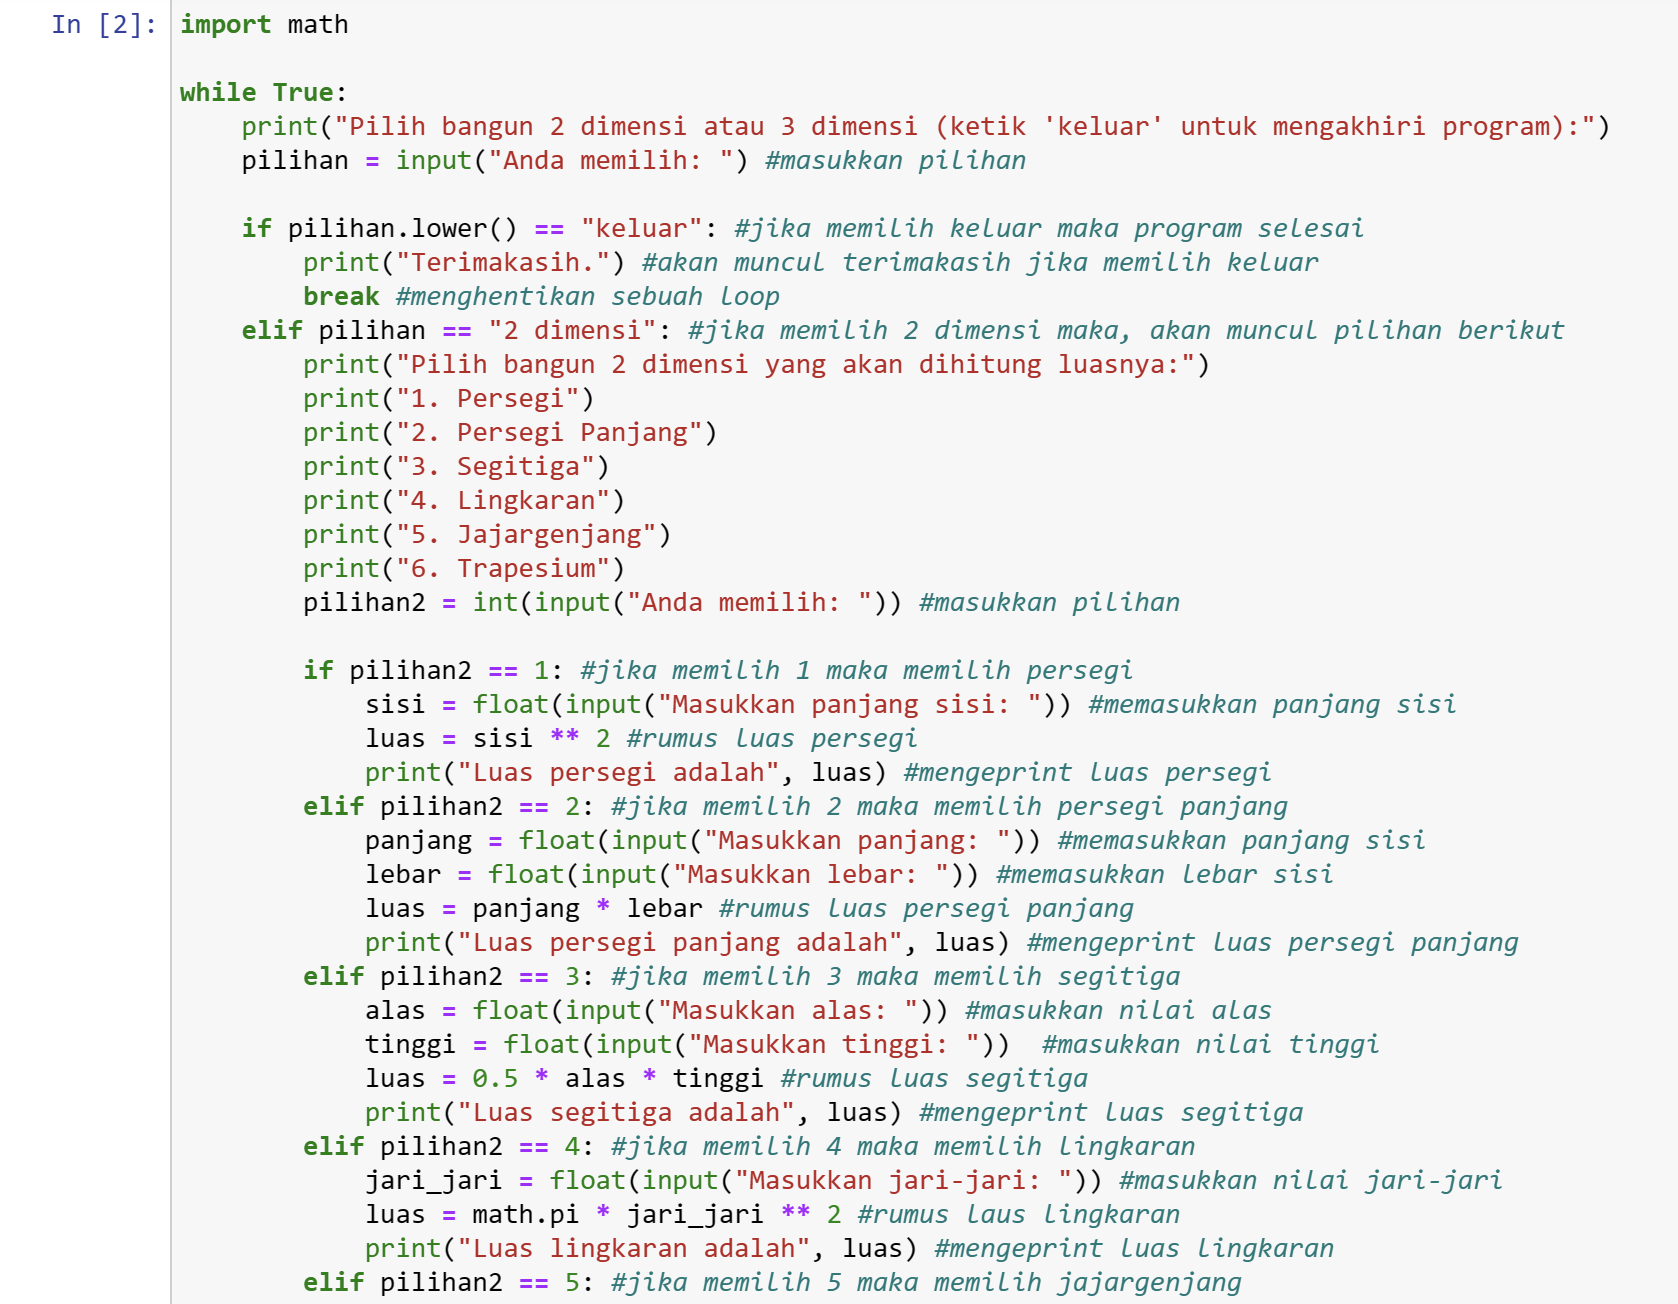 In [2]: import math
while True:
    print("Pilih bangun 2 dimensi atau 3 dimensi (ketik 'keluar' untuk mengakhiri program):")
    pilihan = input("Anda memilih: ") #masukkan pilihan
    if pilihan.lower() == "keluar": #jika memilih keluar maka program selesai
        print("Terimakasih.") #akan muncul terimakasih jika memilih keluar
        break #menghentikan sebuah loop
    elif pilihan == "2 dimensi": #jika memilih 2 dimensi maka, akan muncul pilihan berikut
        print("Pilih bangun 2 dimensi yang akan dihitung luasnya:")
        print("1. Persegi")
        print("2. Persegi Panjang")
        print("3. Segitiga")
        print("4. Lingkaran")
        print("5. Jajargenjang")
        print("6. Trapesium")
        pilihan2 = int(input("Anda memilih: ")) #masukkan pilihan
        if pilihan2 == 1: #jika memilih 1 maka memilih persegi
            sisi = float(input("Masukkan panjang sisi: ")) #memasukkan panjang sisi
            luas = sisi ** 2 #rumus luas persegi
            print("Luas persegi adalah", luas) #mengeprint luas persegi
        elif pilihan2 == 2: #jika memilih 2 maka memilih persegi panjang
            panjang = float(input("Masukkan panjang: ")) #memasukkan panjang sisi
            lebar = float(input("Masukkan lebar: ")) #memasukkan lebar sisi
            luas = panjang * lebar #rumus luas persegi panjang
            print("Luas persegi panjang adalah", luas) #mengeprint luas persegi panjang
        elif pilihan2 == 3: #jika memilih 3 maka memilih segitiga
            alas = float(input("Masukkan alas: ")) #masukkan nilai alas
            tinggi = float(input("Masukkan tinggi: "))  #masukkan nilai tinggi
            luas = 0.5 * alas * tinggi #rumus luas segitiga
            print("Luas segitiga adalah", luas) #mengeprint luas segitiga
        elif pilihan2 == 4: #jika memilih 4 maka memilih lingkaran
            jari_jari = float(input("Masukkan jari-jari: ")) #masukkan nilai jari-jari
            luas = math.pi * jari_jari ** 2 #rumus laus lingkaran
            print("Luas lingkaran adalah", luas) #mengeprint luas lingkaran
        elif pilihan2 == 5: #jika memilih 5 maka memilih jajargenjang